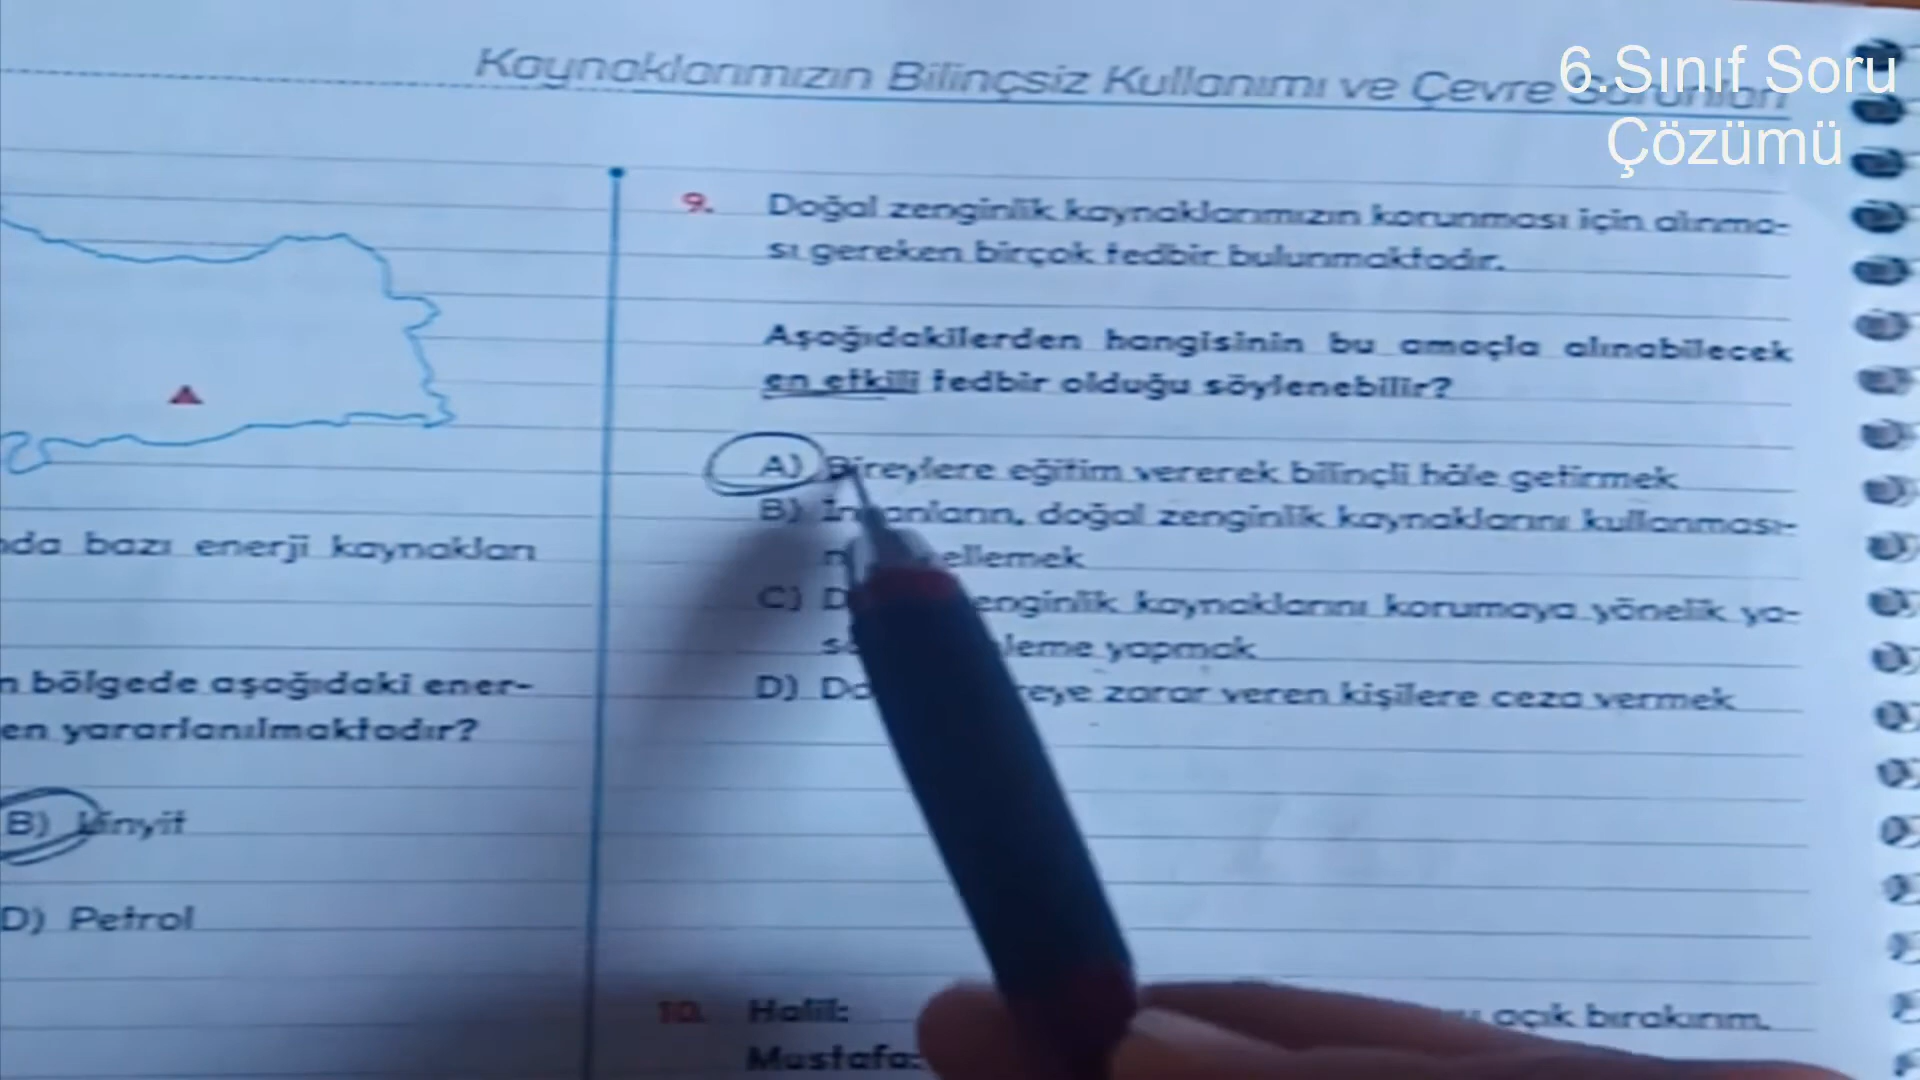 Kaynaklarımızın Bilinçsiz Kullanımı ve Çevre Sorunları
6.Sınıf Soru
Çözümü
bazı enerji kaynakları
bölgede aşağıdaki ener-
yararlanılmaktadır?
B) Linyit
D) Petrol
9. Doğal zenginlik kaynaklarımızın korunması için alınma-
sı gereken birçok tedbir bulunmaktadır.
Aşağıdakilerden hangisinin bu amaçla alınabilecek
en etkili tedbir olduğu söylenebilir?
A) Bireylere eğitim vererek bilinçli hâle getirmek
B) İnsanların, doğal zenginlik kaynaklarını kullanması-
ellemek
C) enginlik kaynaklarını korumaya yönelik ya-
leme yapmak
D) zarar veren kişilere ceza vermek
10. Halil: açık bırakırım.
Mustafa: